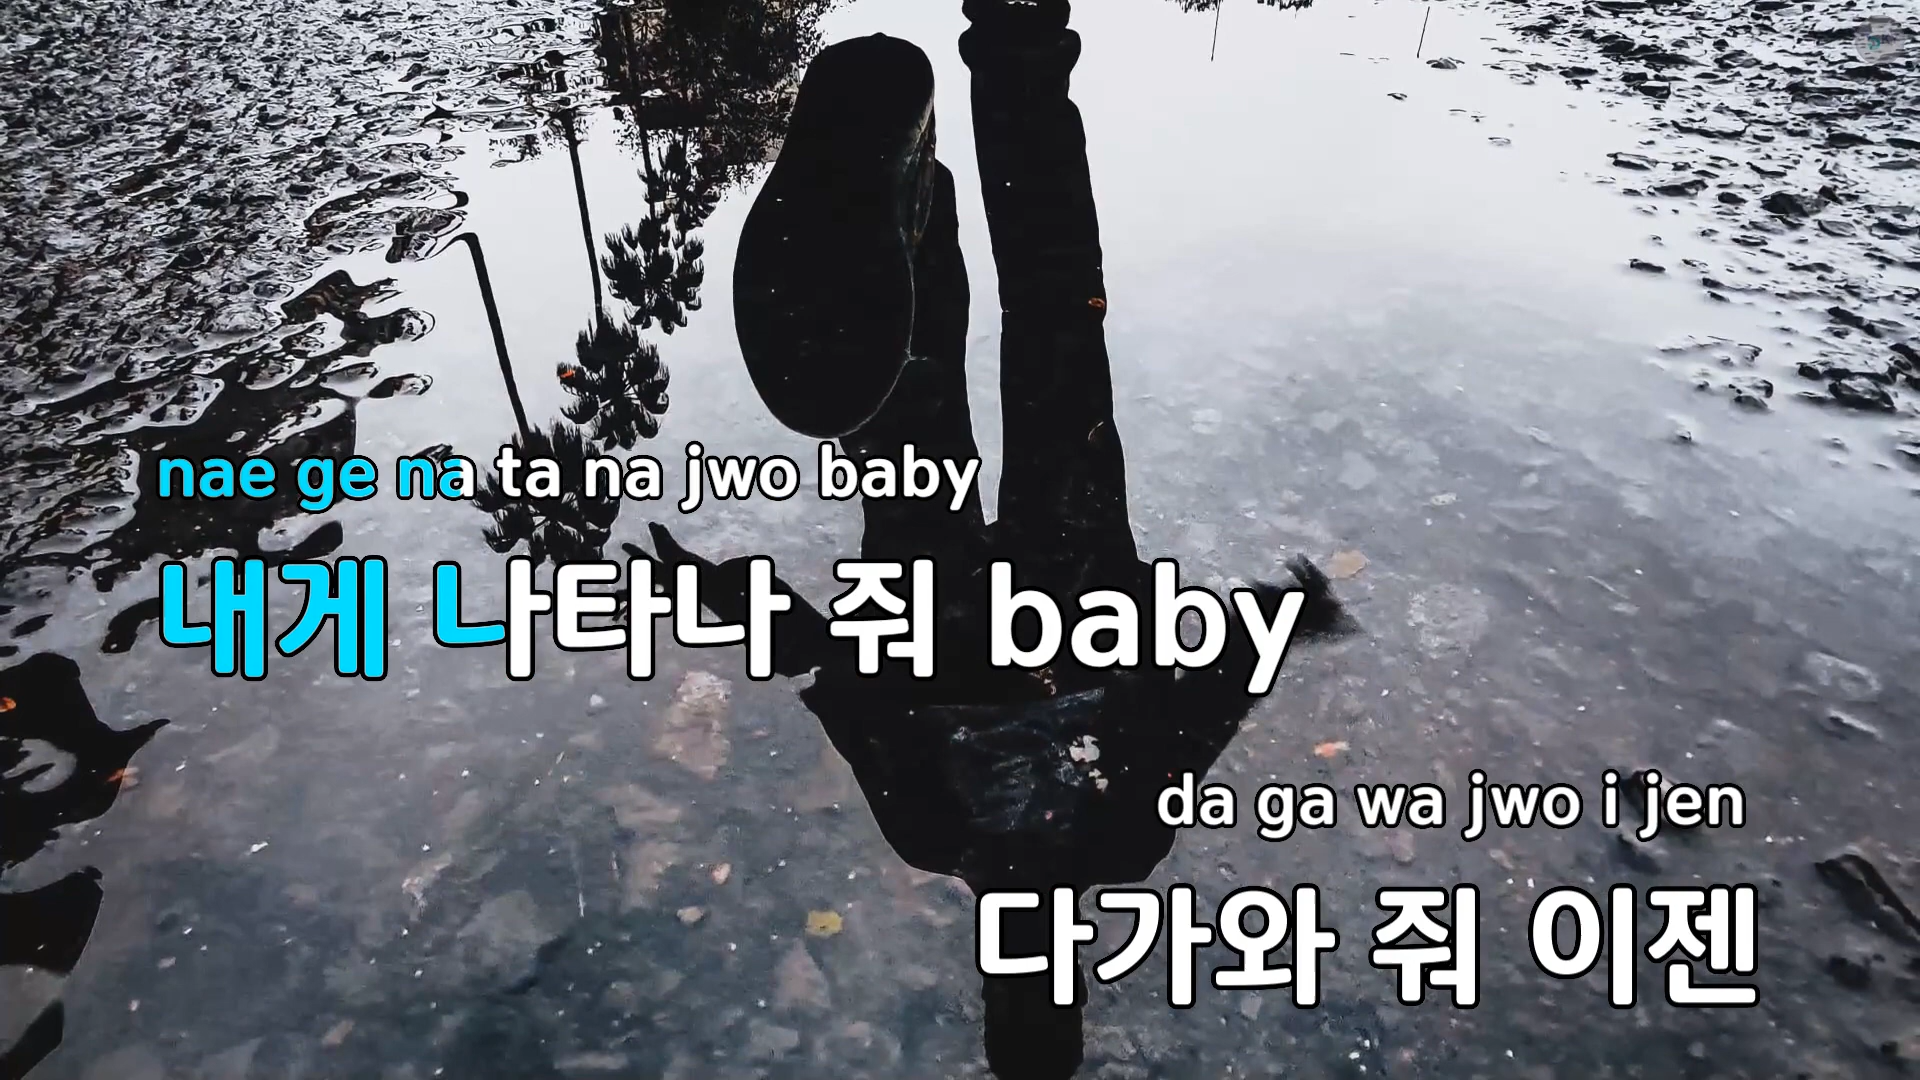 nae ge na ta na jwo baby
내게 나타나 줘 baby
da ga wa jwo i jen
다가와 줘 이젠